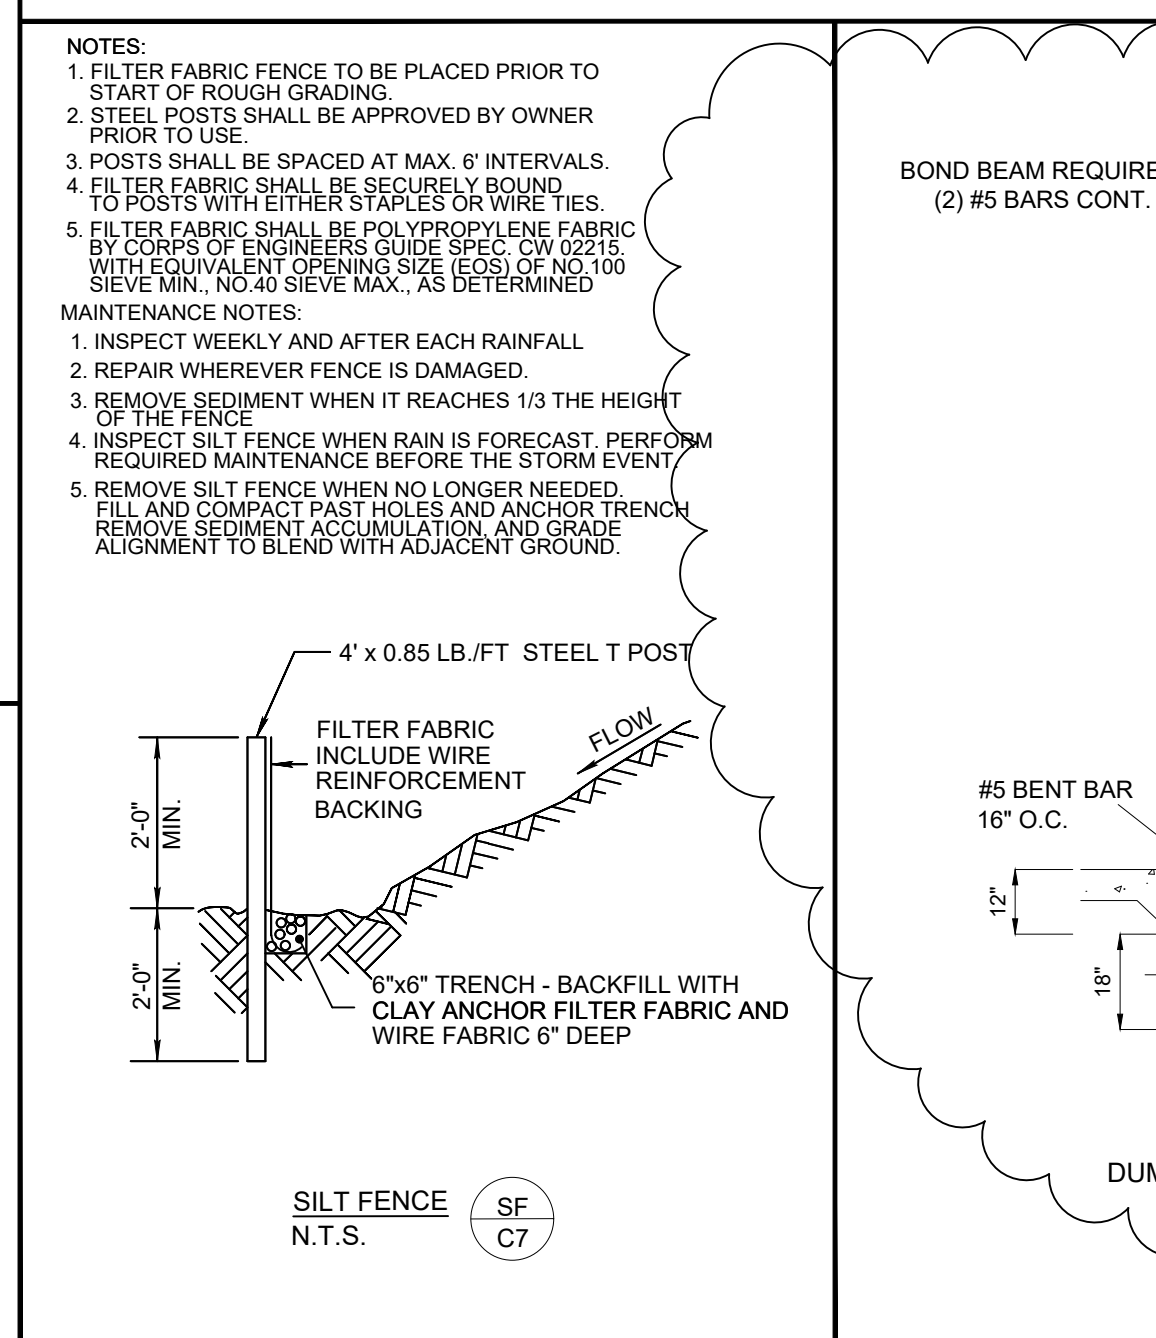 NOTES:
1. FILTER FABRIC FENCE TO BE PLACED PRIOR TO
START OF ROUGH GRADING.
2. STEEL POSTS SHALL BE APPROVED BY OWNER
PRIOR TO USE.
3. POSTS SHALL BE SPACED AT MAX. 6' INTERVALS.
4. FILTER FABRIC SHALL BE SECURELY BOUND
TO POSTS WITH EITHER STAPLES OR WIRE TIES.
5. FILTER FABRIC SHALL BE POLYPROPYLENE FABRIC
BY CORPS OF ENGINEERS GUIDE SPEC. CW 02215.
WITH EQUIVALENT OPENING SIZE (EOS) OF NO.100
SIEVE MIN., NO.40 SIEVE MAX., AS DETERMINED
MAINTENANCE NOTES:
1. INSPECT WEEKLY AND AFTER EACH RAINFALL
2. REPAIR WHEREVER FENCE IS DAMAGED.
3. REMOVE SEDIMENT WHEN IT REACHES 1/3 THE HEIGHT
OF THE FENCE
4. INSPECT SILT FENCE WHEN RAIN IS FORECAST. PERFORM
REQUIRED MAINTENANCE BEFORE THE STORM EVENT.
5. REMOVE SILT FENCE WHEN NO LONGER NEEDED.
FILL AND COMPACT PAST HOLES AND ANCHOR TRENCH
REMOVE SEDIMENT ACCUMULATION, AND GRADE
ALIGNMENT TO BLEND WITH ADJACENT GROUND.
4' x 0.85 LB./FT STEEL T POST
FILTER FABRIC
INCLUDE WIRE
REINFORCEMENT
BACKING
FLOW
2'-0"
MIN.
2'-0"
MIN.
6"x6" TRENCH - BACKFILL WITH
CLAY ANCHOR FILTER FABRIC AND
WIRE FABRIC 6" DEEP
SILT FENCE
N.T.S.
SF
C7
BOND BEAM REQUIRE
(2) #5 BARS CONT.
#5 BENT BAR
16" O.C.
12"
18"
DUM